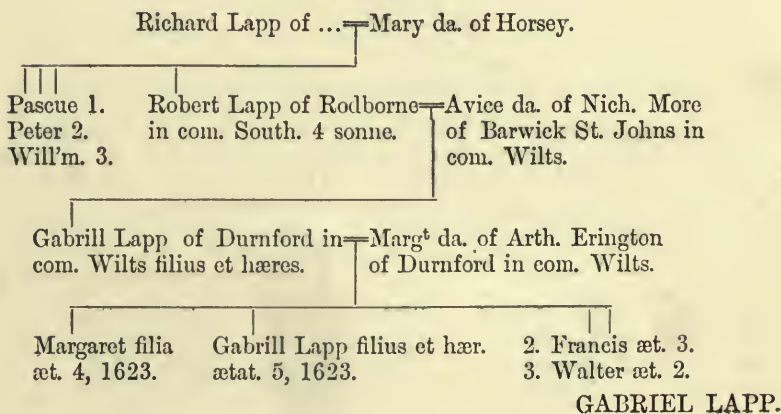 Richard Lapp of ... Mary da. of Horsey.
Pascue 1.
Peter 2.
Will'm. 3.
Robert Lapp of Rodborne
in com. South. 4 sonne.
Avice da. of Nich. More
of Barwick St. Johns in
com. Wilts.
Gabrill Lapp of Durnford in
com. Wilts filius et hæres.
Margᵗ da. of Arth. Erington
of Durnford in com. Wilts.
Margaret filia
æt. 4, 1623.
Gabrill Lapp filius et hær.
ætat. 5, 1623.
2. Francis æt. 3.
3. Walter æt. 2.
GABRIEL LAPP.